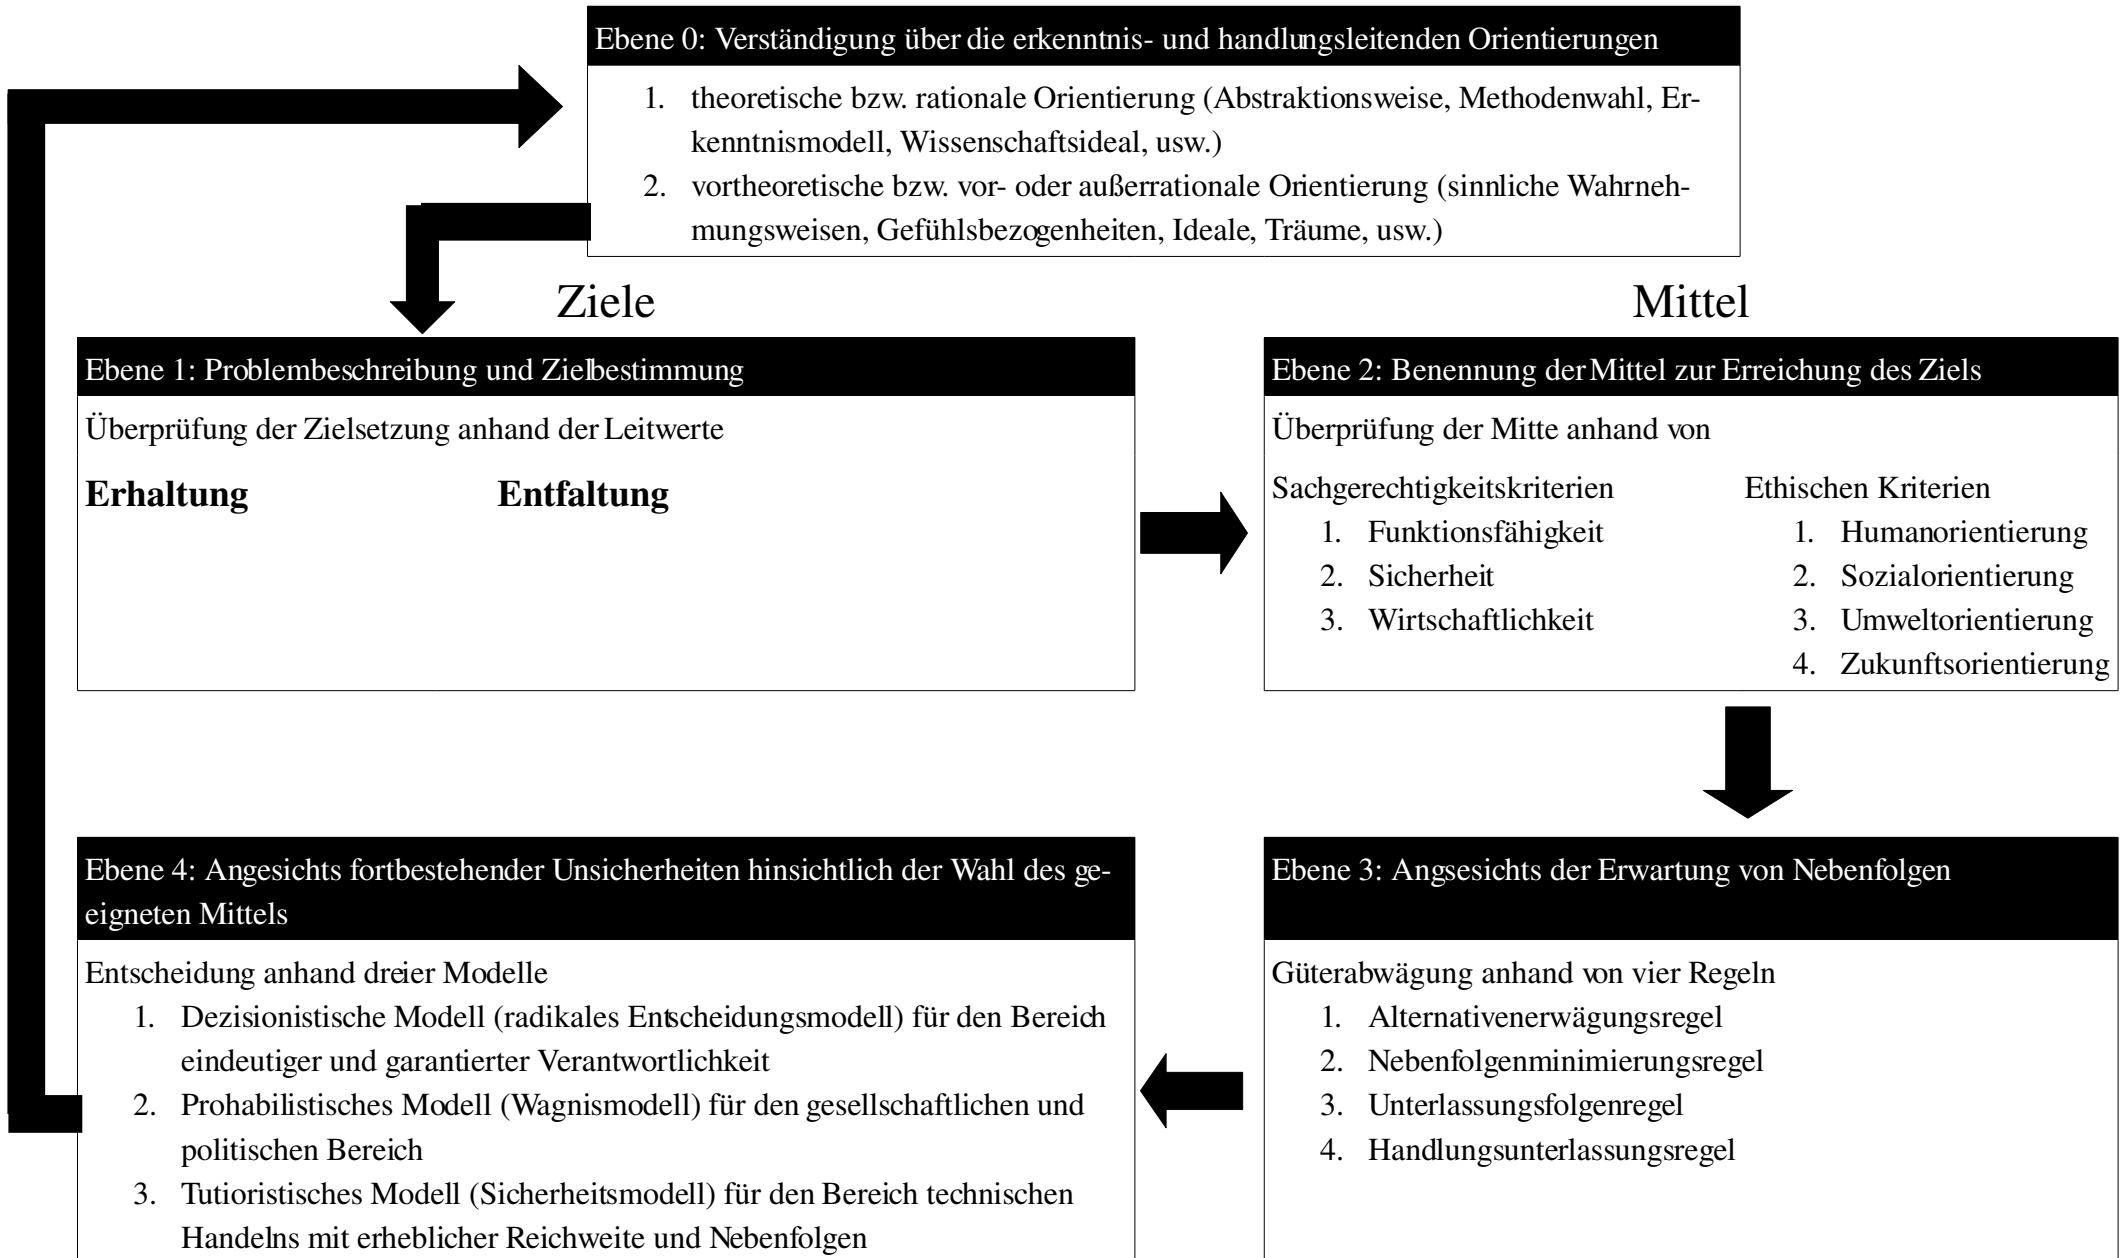 Ebene 0: Verständigung über die erkenntnis- und handlungsleitenden Orientierungen
1. theoretische bzw. rationale Orientierung (Abstraktionsweise, Methodenwahl, Er-
kenntnismodell, Wissenschaftsideal, usw.)
2. vortheoretische bzw. vor- oder außerrationale Orientierung (sinnliche Wahrneh-
mungsweisen, Gefühlsbezogenheiten, Ideale, Träume, usw.)
Ziele
Mittel
Ebene 1: Problembeschreibung und Zielbestimmung
Überprüfung der Zielsetzung anhand der Leitwerte
Erhaltung Entfaltung
Ebene 2: Benennung der Mittel zur Erreichung des Ziels
Überprüfung der Mitte anhand von
Sachgerechtigkeitskriterien
1. Funktionsfähigkeit
2. Sicherheit
3. Wirtschaftlichkeit
Ethischen Kriterien
1. Humanorientierung
2. Sozialorientierung
3. Umweltorientierung
4. Zukunftsorientierung
Ebene 3: Angsesichts der Erwartung von Nebenfolgen
Güterabwägung anhand von vier Regeln
1. Alternativenerwägungsregel
2. Nebenfolgenminimierungsregel
3. Unterlassungsfolgenregel
4. Handlungsunterlassungsregel
Ebene 4: Angesichts fortbestehender Unsicherheiten hinsichtlich der Wahl des ge-
eigneten Mittels
Entscheidung anhand dreier Modelle
1. Dezisionistische Modell (radikales Entscheidungsmodell) für den Bereich
eindeutiger und garantierter Verantwortlichkeit
2. Prohabilistisches Modell (Wagnismodell) für den gesellschaftlichen und
politischen Bereich
3. Tutioristisches Modell (Sicherheitsmodell) für den Bereich technischen
Handelns mit erheblicher Reichweite und Nebenfolgen